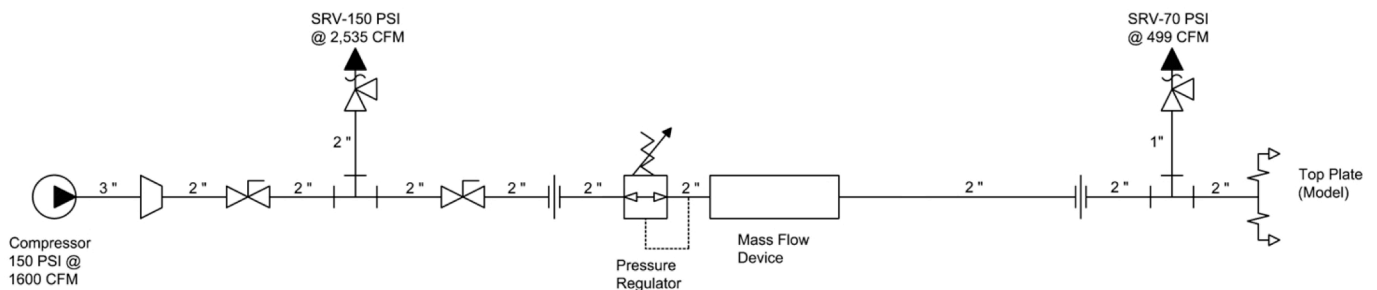 SRV-150 PSI
@ 2,535 CFM
SRV-70 PSI
@ 499 CFM
2 "
1"
3 "
2 "
2 "
2 "
2 "
2 "
2 "
2 "
2 "
2 "
Top Plate
(Model)
Compressor
150 PSI @
1600 CFM
Pressure
Regulator
Mass Flow
Device